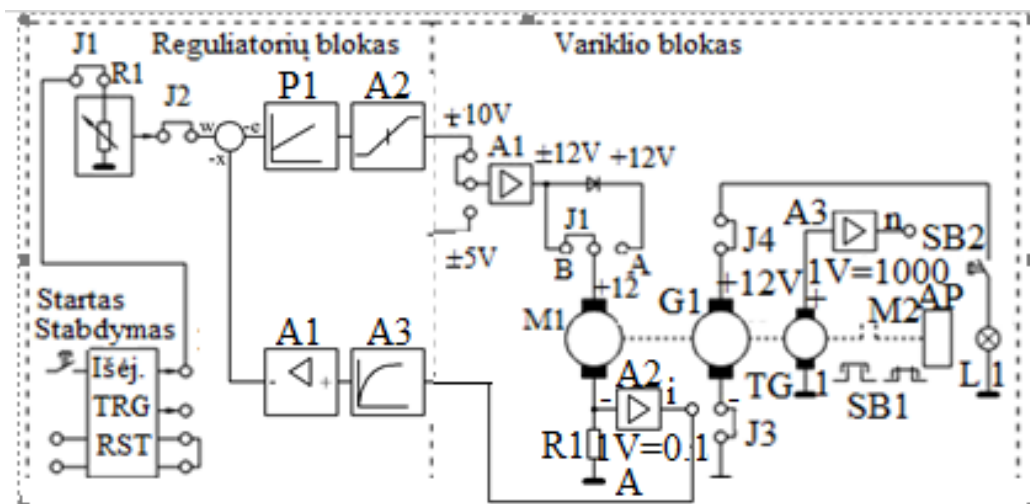 J1 Reguliatorių blokas
Variklio blokas
R1
J2
P1
A2
w
-e
-x
+10V
A1
±12V
+12V
±5V
J1
B
A
+12
M1
G1
+12V
J4
A3
n
SB2
1V=1000
+
M2
AP
L 1
TG 1
SB1
Startas
Stabdymas
Išėj.
TRG
RST
A1
A3
-
+
A2
-
i
-
R1
1V=0.1
A
J3